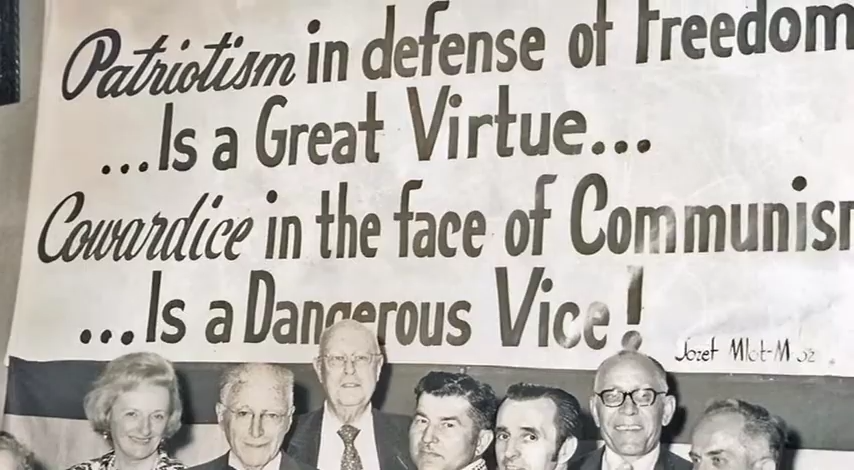 Patriotism in defense of Freedom
...Is a Great Virtue...
Cowardice in the face of Communism
...Is a Dangerous Vice!
Jozef Mlot-M